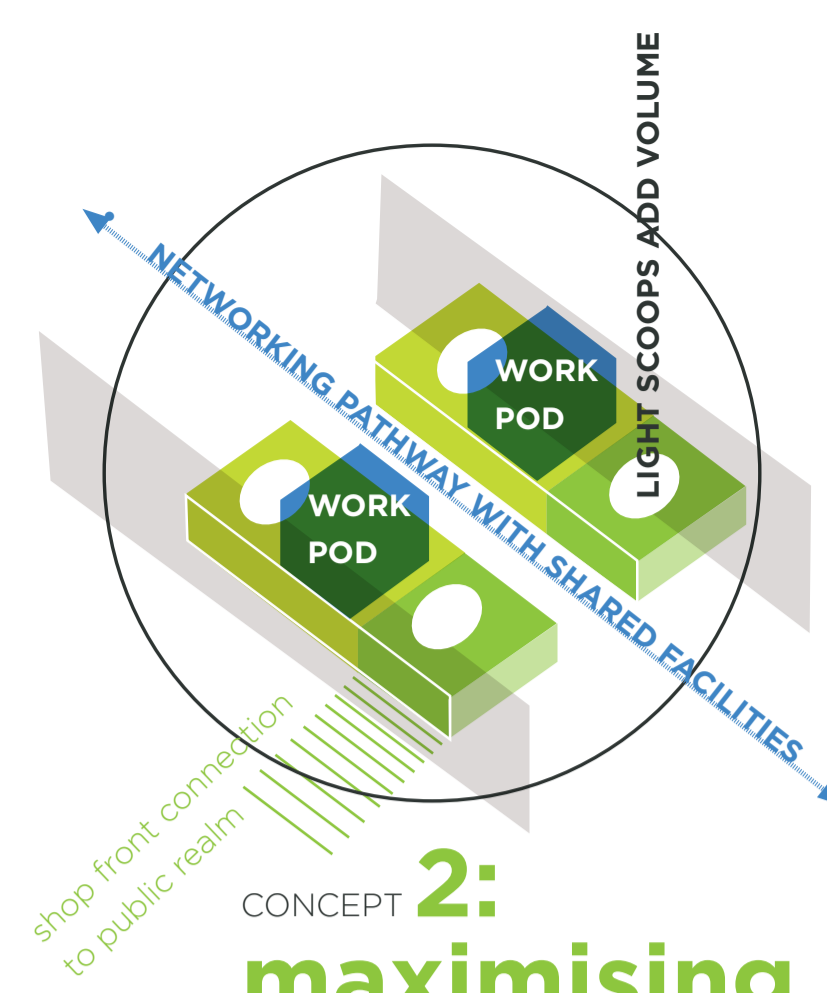 LIGHT SCOOPS ADD VOLUME
NETWORKING PATHWAY WITH SHARED FACILITIES
WORK
POD
WORK
POD
shop front connection
to public realm
CONCEPT 2:
maximising